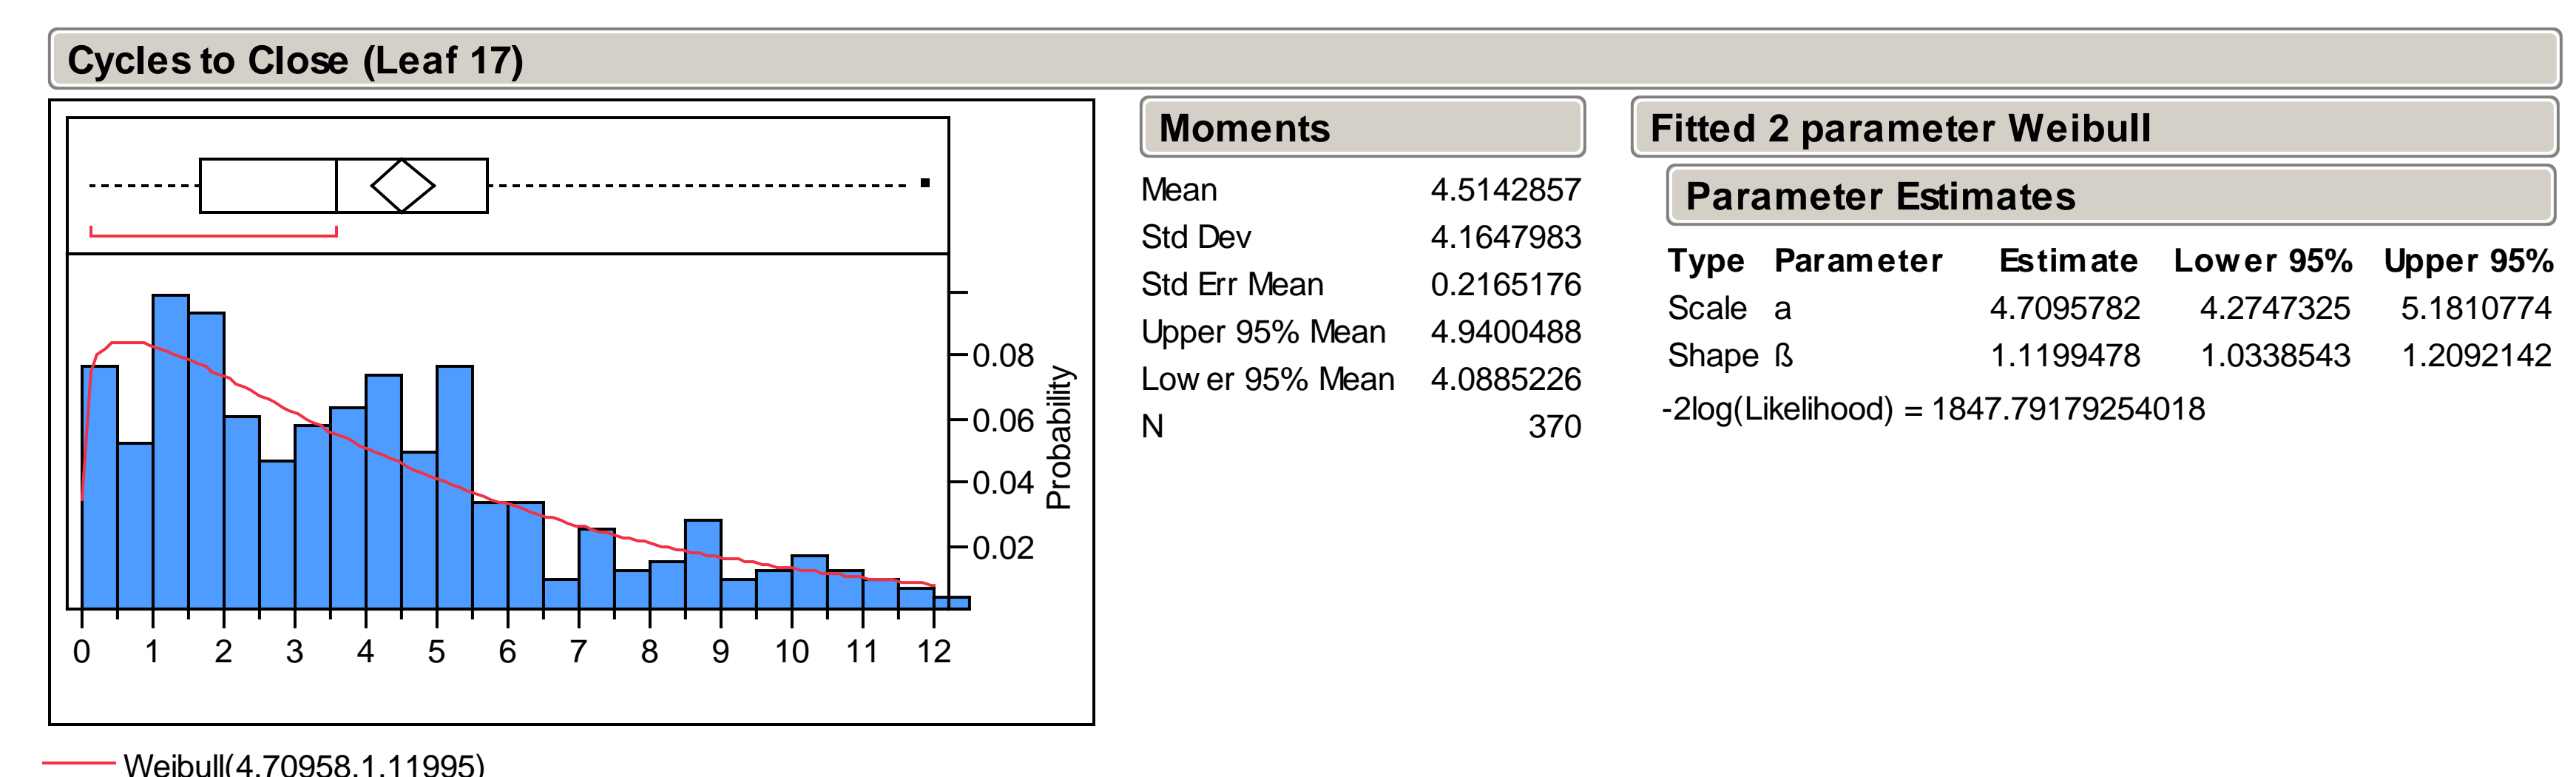 Cycles to Close (Leaf 17)
0.08
0.06
0.04
0.02
Probability
0 1 2 3 4 5 6 7 8 9 10 11 12
Weibull(4.70958,1.11995)
Moments
Mean 4.5142857
Std Dev 4.1647983
Std Err Mean 0.2165176
Upper 95% Mean 4.9400488
Lower 95% Mean 4.0885226
N 370
Fitted 2 parameter Weibull
Parameter Estimates
Type Parameter Estimate Lower 95% Upper 95%
Scale a 4.7095782 4.2747325 5.1810774
Shape ß 1.1199478 1.0338543 1.2092142
-2log(Likelihood) = 1847.79179254018